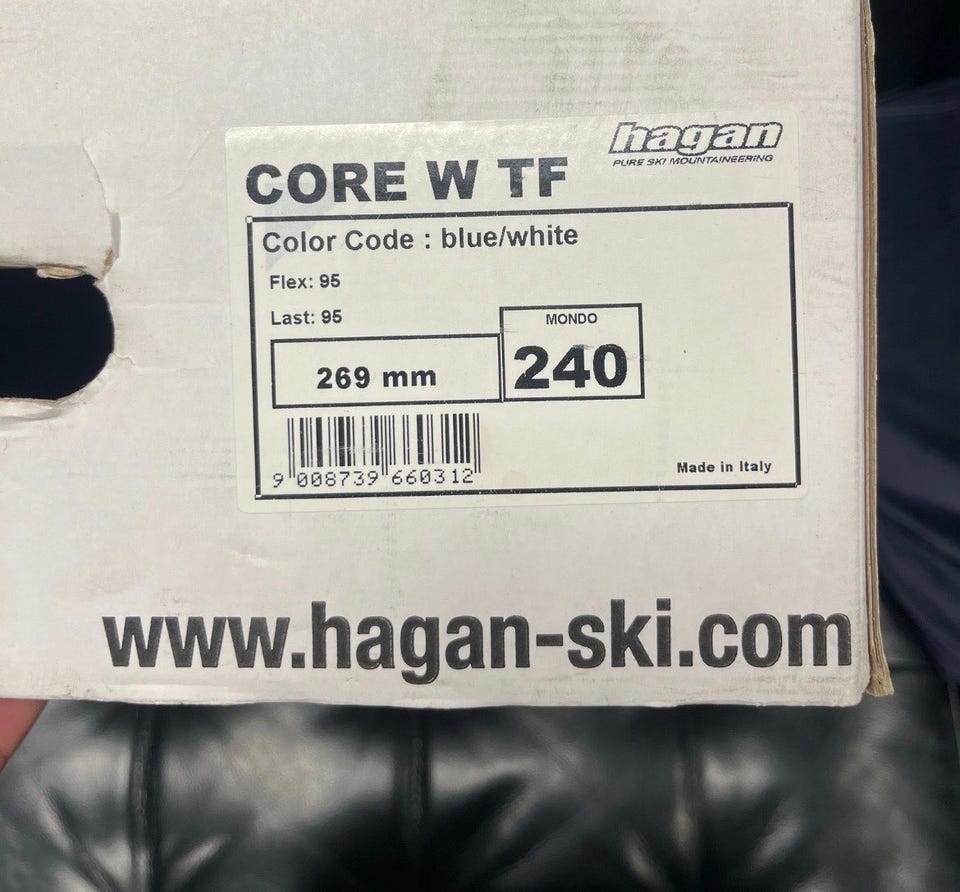 hagan
PURE SKI MOUNTAINEERING
CORE W TF
Color Code : blue/white
Flex: 95
Last: 95
MONDO
269 mm
240
9 008739 660312
Made in Italy
www.hagan-ski.com